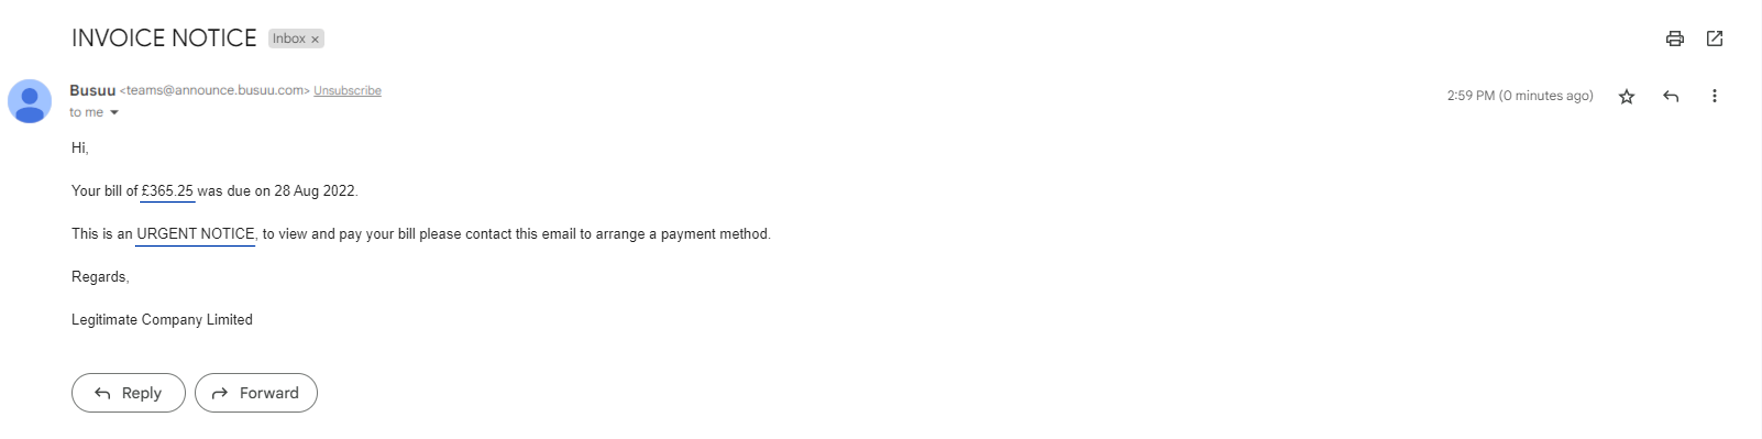 INVOICE NOTICE Inbox ×
Busuu <teams@announce.busuu.com> Unsubscribe 2:59 PM (0 minutes ago)
to me
Hi,
Your bill of £365.25 was due on 28 Aug 2022.
This is an URGENT NOTICE, to view and pay your bill please contact this email to arrange a payment method.
Regards,
Legitimate Company Limited
Reply Forward